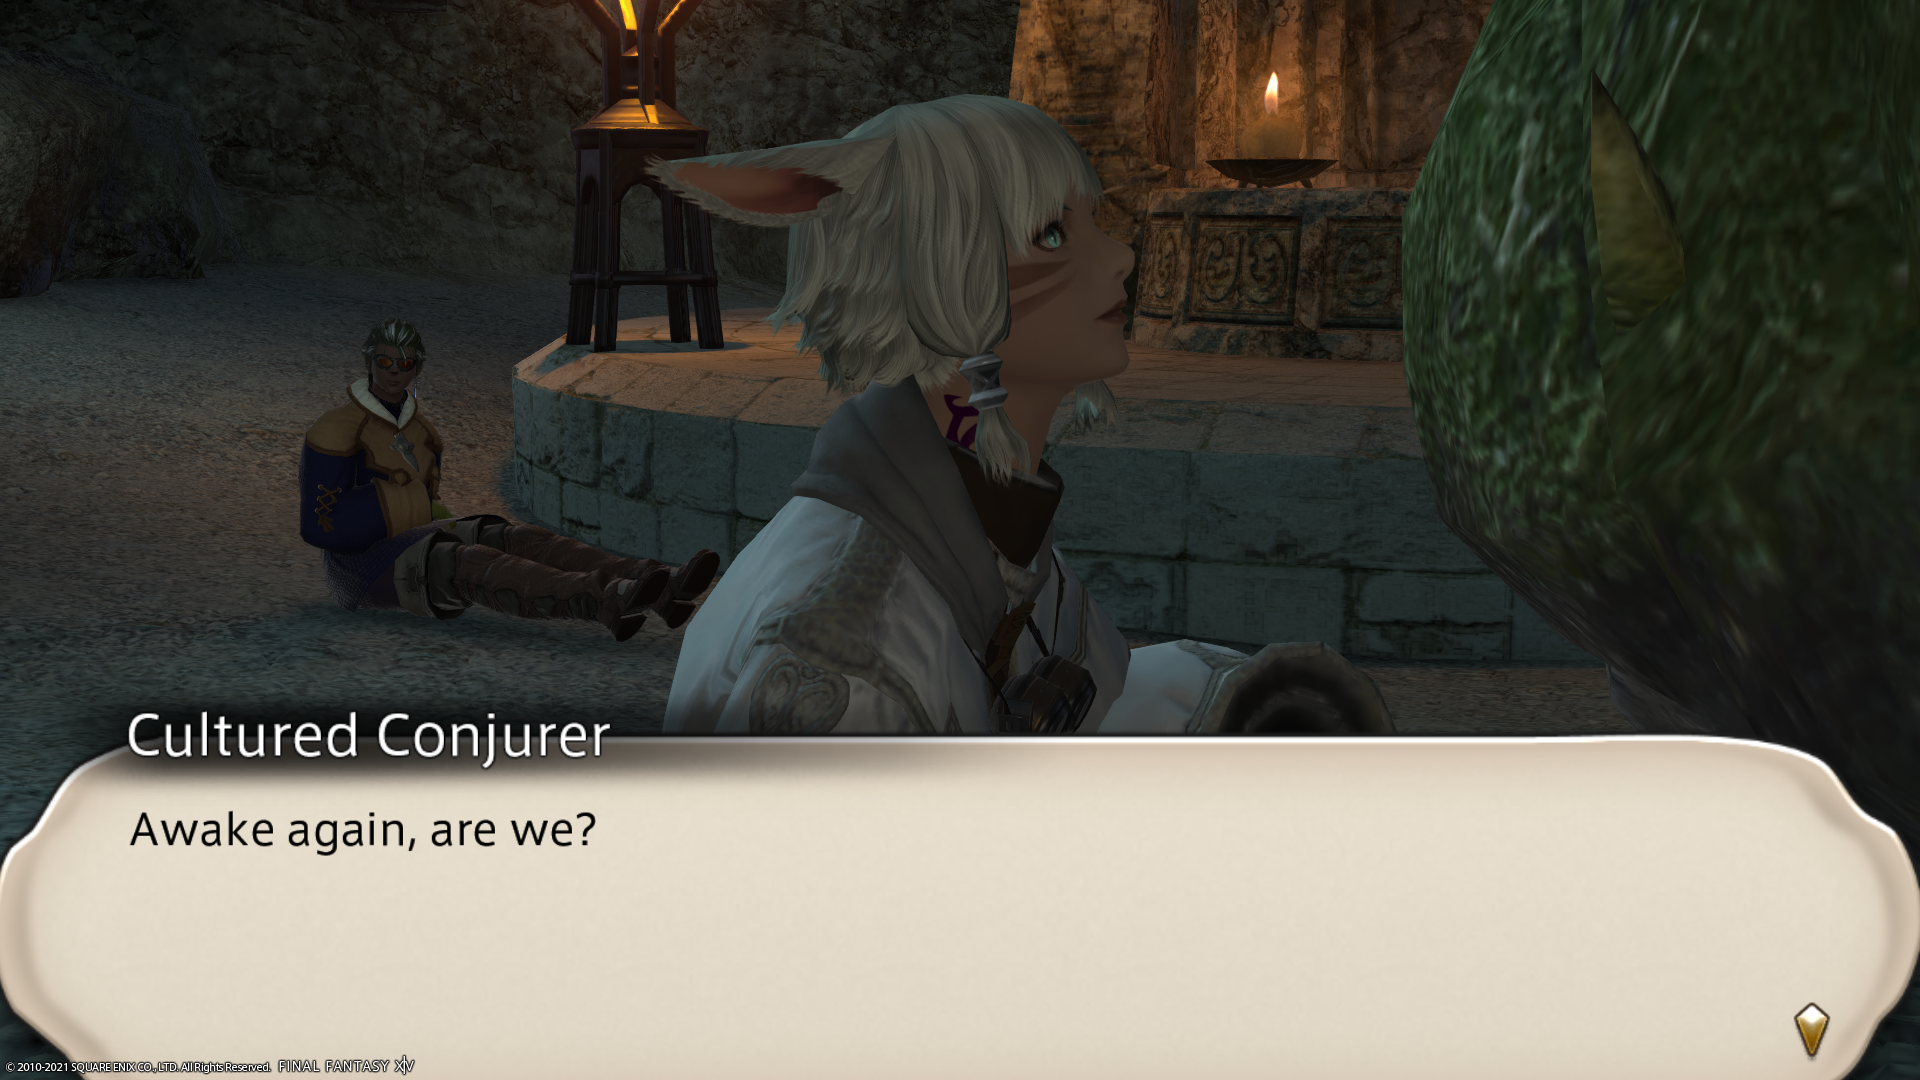 Cultured Conjurer
Awake again, are we?
© 2010-2021 SQUARE ENIX CO., LTD. All Rights Reserved. FINAL FANTASY XIV